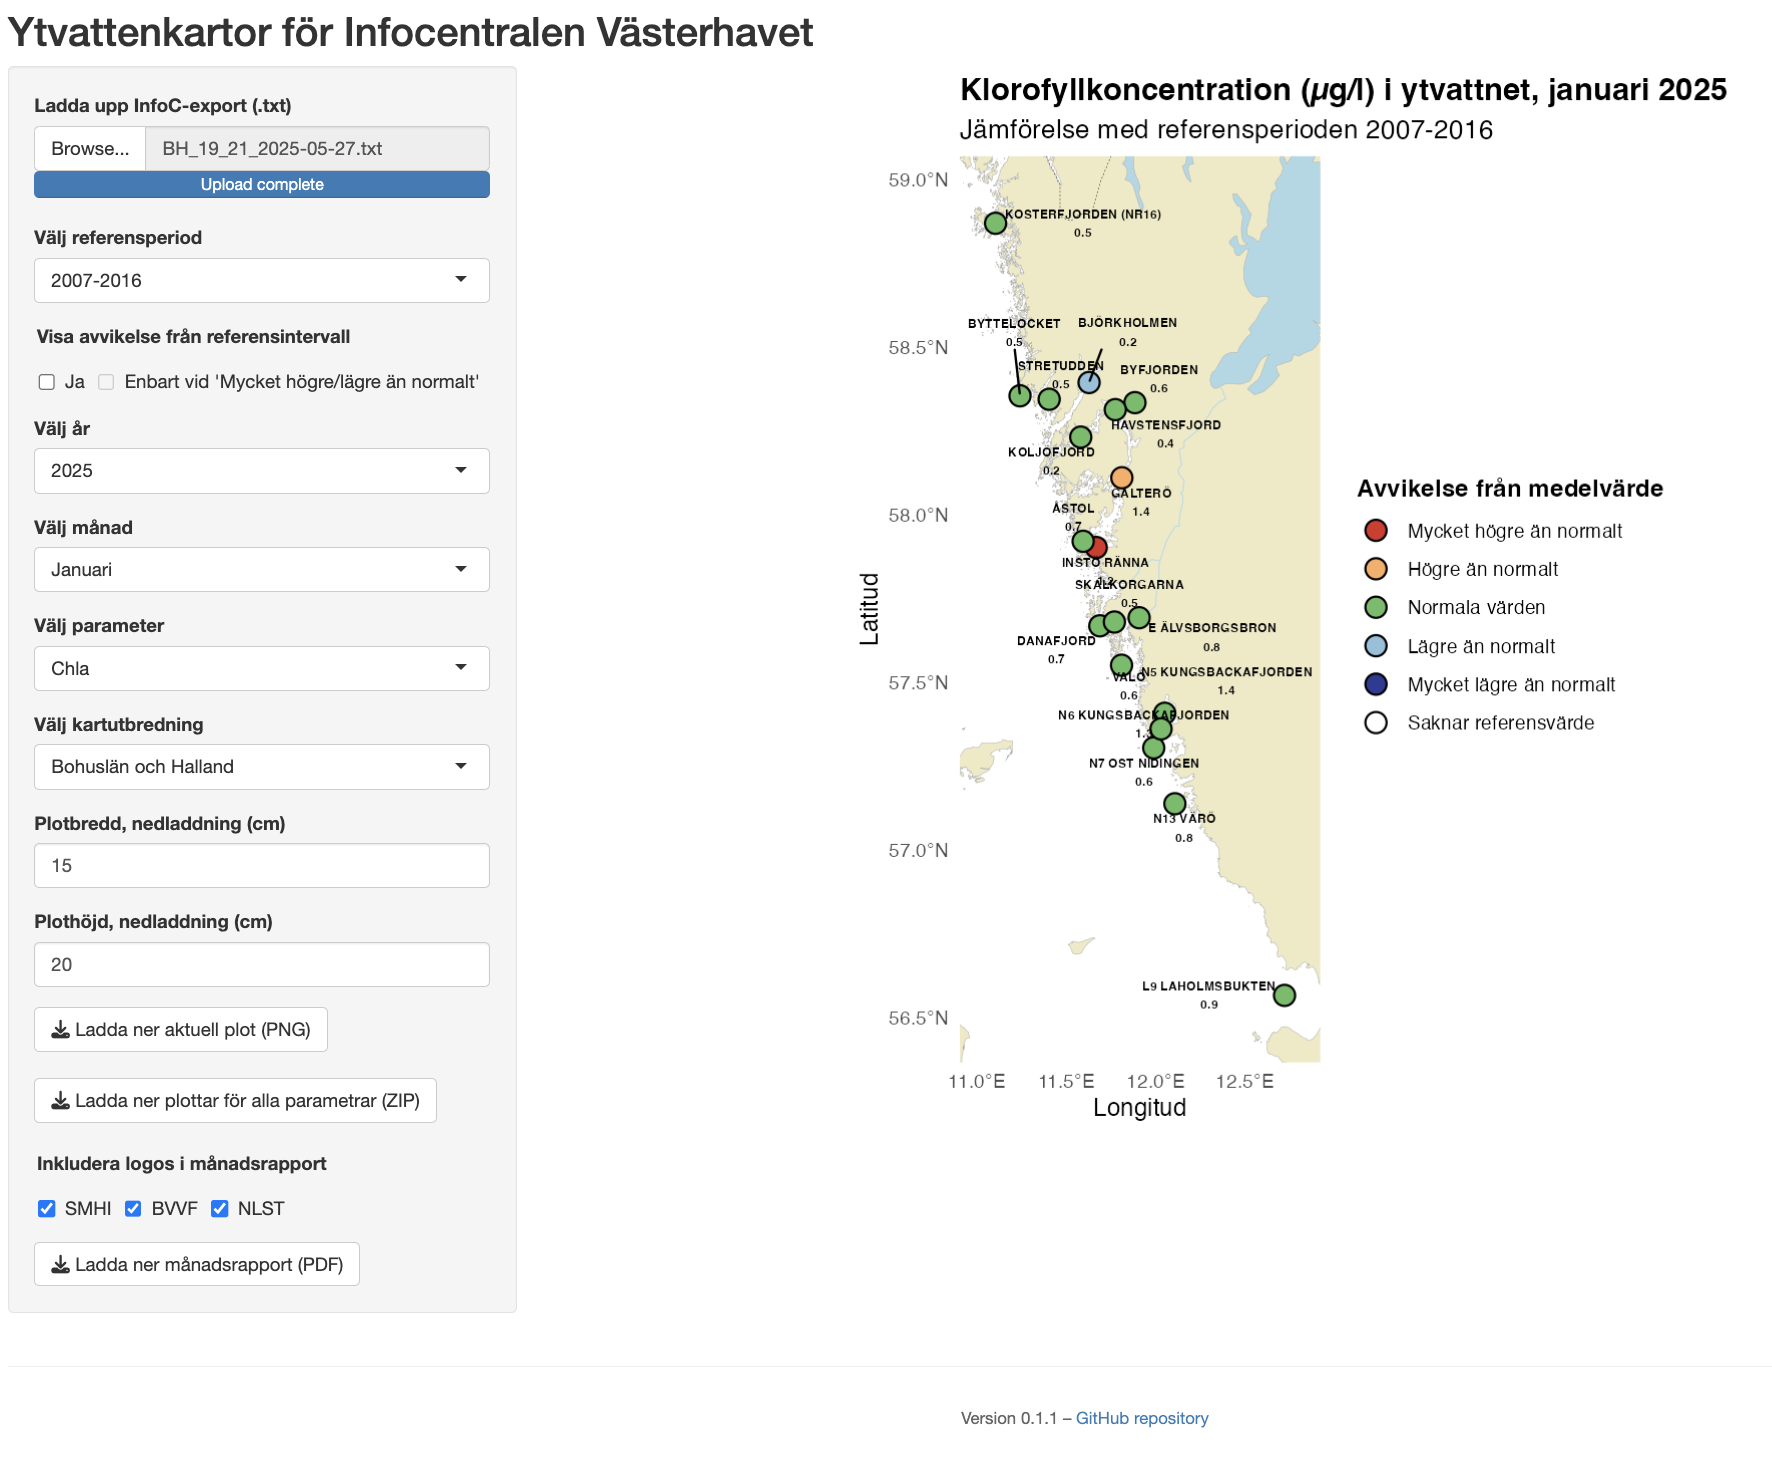 Ytvattenkartor för Infocentralen Västerhavet
Ladda upp InfoC-export (.txt)
Browse... BH_19_21_2025-05-27.txt
Upload complete
Välj referensperiod
2007-2016
Visa avvikelse från referensintervall
Ja Enbart vid 'Mycket högre/lägre än normalt'
Välj år
2025
Välj månad
Januari
Välj parameter
Chla
Välj kartutbredning
Bohuslän och Halland
Plotbredd, nedladdning (cm)
15
Plothöjd, nedladdning (cm)
20
Ladda ner aktuell plot (PNG)
Ladda ner plottar för alla parametrar (ZIP)
Inkludera logos i månadsrapport
SMHI BVVF NLST
Ladda ner månadsrapport (PDF)
Klorofyllkoncentration (µg/l) i ytvattnet, januari 2025
Jämförelse med referensperioden 2007-2016
Latitud
59.0°N
58.5°N
58.0°N
57.5°N
57.0°N
56.5°N
KOSTERFJORDEN (NR16)
0.5
BYTTELOCKET
0.5
BJÖRKHOLMEN
0.2
STRETUDDEN
0.5
BYFJORDEN
0.6
HAVSTENSFJORD
0.4
KOLJÖFJORD
0.2
GALTERÖ
1.4
ÅSTOL
0.7
INSTÖ RÄNNA
SKALKORGARNA
0.5
E ÄLVSBORGSBRON
0.8
DANAFJORD
0.7
VALÖ
0.6
N5 KUNGSBACKAFJORDEN
1.4
N6 KUNGSBACKAFJORDEN
N7 OST NIDINGEN
0.6
N13 VÄRÖ
0.8
L9 LAHOLMSBUKTEN
0.9
11.0°E 11.5°E 12.0°E 12.5°E
Longitud
Avvikelse från medelvärde
Mycket högre än normalt
Högre än normalt
Normala värden
Lägre än normalt
Mycket lägre än normalt
Saknar referensvärde
Version 0.1.1 – GitHub repository